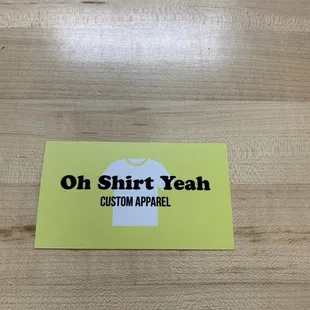 Oh Shirt Yeah
CUSTOM APPAREL